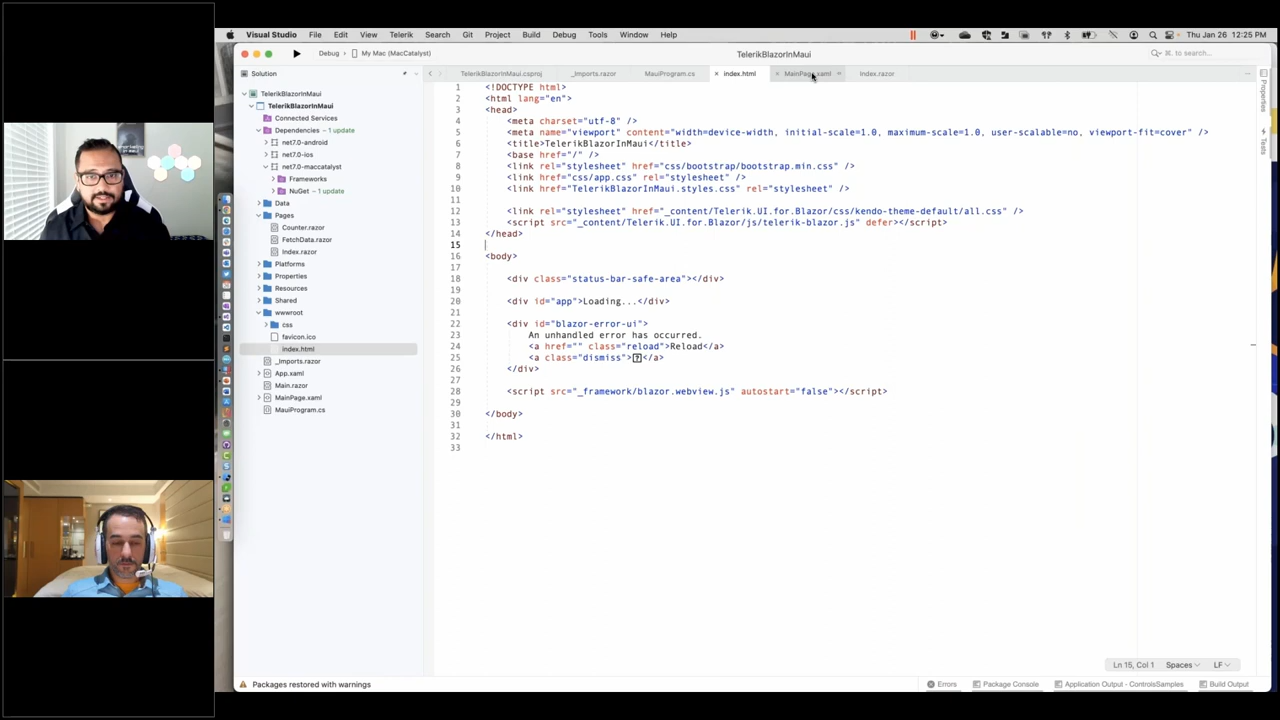 Visual Studio File Edit View Telerik Search Git Project Build Debug Tools Window Help
Thu Jan 26 12:25 PM
Debug › My Mac (MacCatalyst)
TelerikBlazorInMaui
to search...
Solution
TelerikBlazorInMaui.csproj _Imports.razor MauiProgram.cs index.html MainPage.xaml Index.razor
TelerikBlazorInMaui
TelerikBlazorInMaui
Connected Services
Dependencies - 1 update
net7.0-android
net7.0-ios
net7.0-maccatalyst
Frameworks
NuGet - 1 update
Data
Pages
Counter.razor
FetchData.razor
Index.razor
Platforms
Properties
Resources
Shared
wwwroot
css
favicon.ico
index.html
_Imports.razor
App.xaml
Main.razor
MainPage.xaml
MauiProgram.cs
1 <!DOCTYPE html>
2 <html lang="en">
3 <head>
4 <meta charset="utf-8" />
5 <meta name="viewport" content="width=device-width, initial-scale=1.0, maximum-scale=1.0, user-scalable=no, viewport-fit=cover" />
6 <title>TelerikBlazorInMaui</title>
7 <base href="/" />
8 <link rel="stylesheet" href="css/bootstrap/bootstrap.min.css" />
9 <link href="css/app.css" rel="stylesheet" />
10 <link href="TelerikBlazorInMaui.styles.css" rel="stylesheet" />
11
12 <link rel="stylesheet" href="_content/Telerik.UI.for.Blazor/css/kendo-theme-default/all.css" />
13 <script src="_content/Telerik.UI.for.Blazor/js/telerik-blazor.js" defer></script>
14 </head>
15
16 <body>
17
18 <div class="status-bar-safe-area"></div>
19
20 <div id="app">Loading...</div>
21
22 <div id="blazor-error-ui">
23 An unhandled error has occurred.
24 <a href="" class="reload">Reload</a>
25 <a class="dismiss">?</a>
26 </div>
27
28 <script src="_framework/blazor.webview.js" autostart="false"></script>
29
30 </body>
31
32 </html>
33
Properties
Tests
Ln 15, Col 1 Spaces LF
Packages restored with warnings
Errors Package Console Application Output - ControlsSamples Build Output